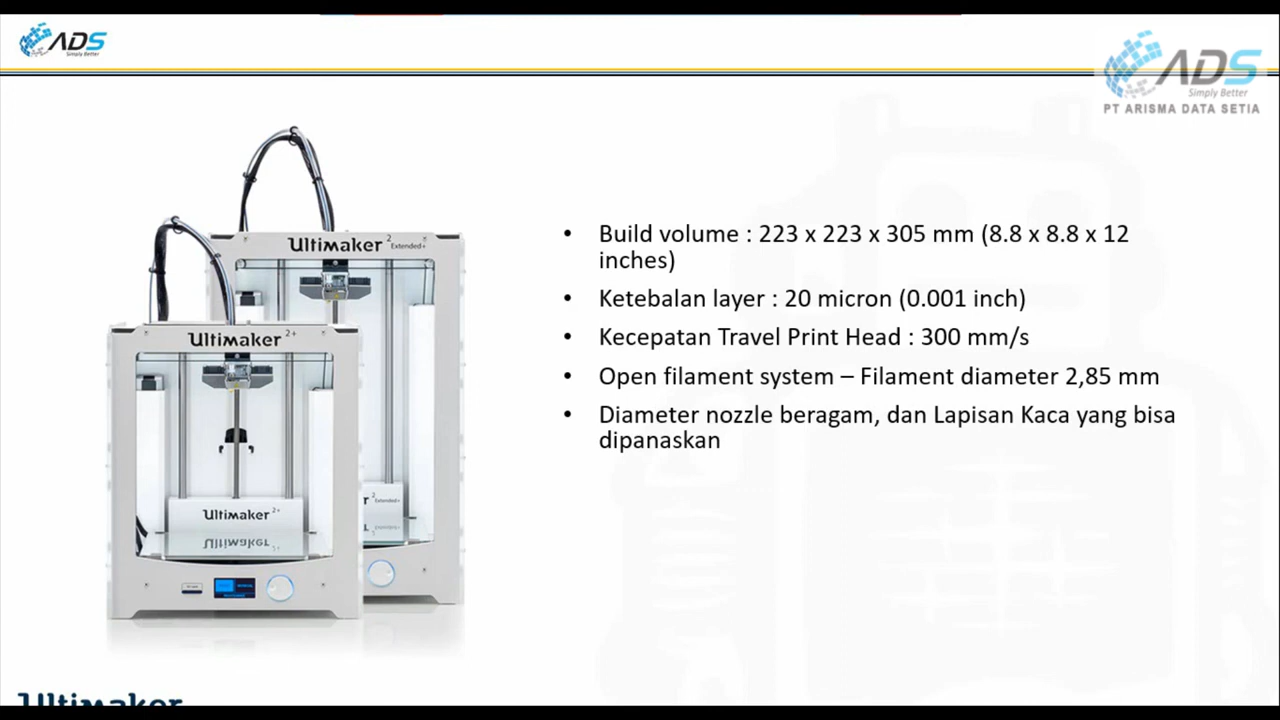 ADS
Simply Better
ADS
Simply Better
PT ARISMA DATA SETIA
Ultimaker 2 Extended+
Ultimaker 2+
Build volume : 223 x 223 x 305 mm (8.8 x 8.8 x 12
inches)
Ketebalan layer : 20 micron (0.001 inch)
Kecepatan Travel Print Head : 300 mm/s
Open filament system – Filament diameter 2,85 mm
Diameter nozzle beragam, dan Lapisan Kaca yang bisa
dipanaskan
r 2 Extended+
Ultimaker 2+
Ultimaker